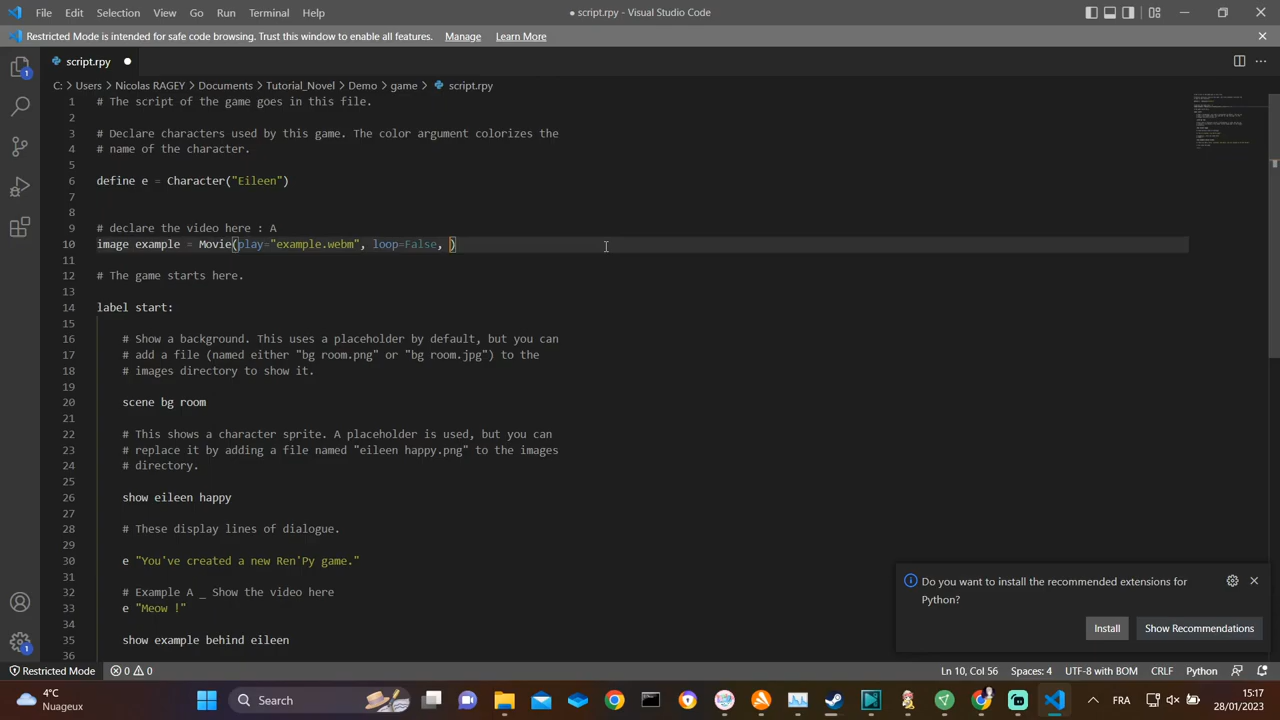 File Edit Selection View Go Run Terminal Help
● script.rpy - Visual Studio Code
Restricted Mode is intended for safe code browsing. Trust this window to enable all features. Manage Learn More
script.rpy
C: > Users > Nicolas RAGEY > Documents > Tutorial_Novel > Demo > game > script.rpy
1 # The script of the game goes in this file.
2
3 # Declare characters used by this game. The color argument colorizes the
4 # name of the character.
5
6 define e = Character("Eileen")
7
8
9 # declare the video here : A
10 image example = Movie(play="example.webm", loop=False, )
11
12 # The game starts here.
13
14 label start:
15
16 # Show a background. This uses a placeholder by default, but you can
17 # add a file (named either "bg room.png" or "bg room.jpg") to the
18 # images directory to show it.
19
20 scene bg room
21
22 # This shows a character sprite. A placeholder is used, but you can
23 # replace it by adding a file named "eileen happy.png" to the images
24 # directory.
25
26 show eileen happy
27
28 # These display lines of dialogue.
29
30 e "You've created a new Ren'Py game."
31
32 # Example A _ Show the video here
33 e "Meow !"
34
35 show example behind eileen
36
1
1
Do you want to install the recommended extensions for
Python?
Install Show Recommendations
Restricted Mode 0 0 Ln 10, Col 56 Spaces: 4 UTF-8 with BOM CRLF Python
4°C
Nuageux
Search
FRA
15:17
28/01/2023